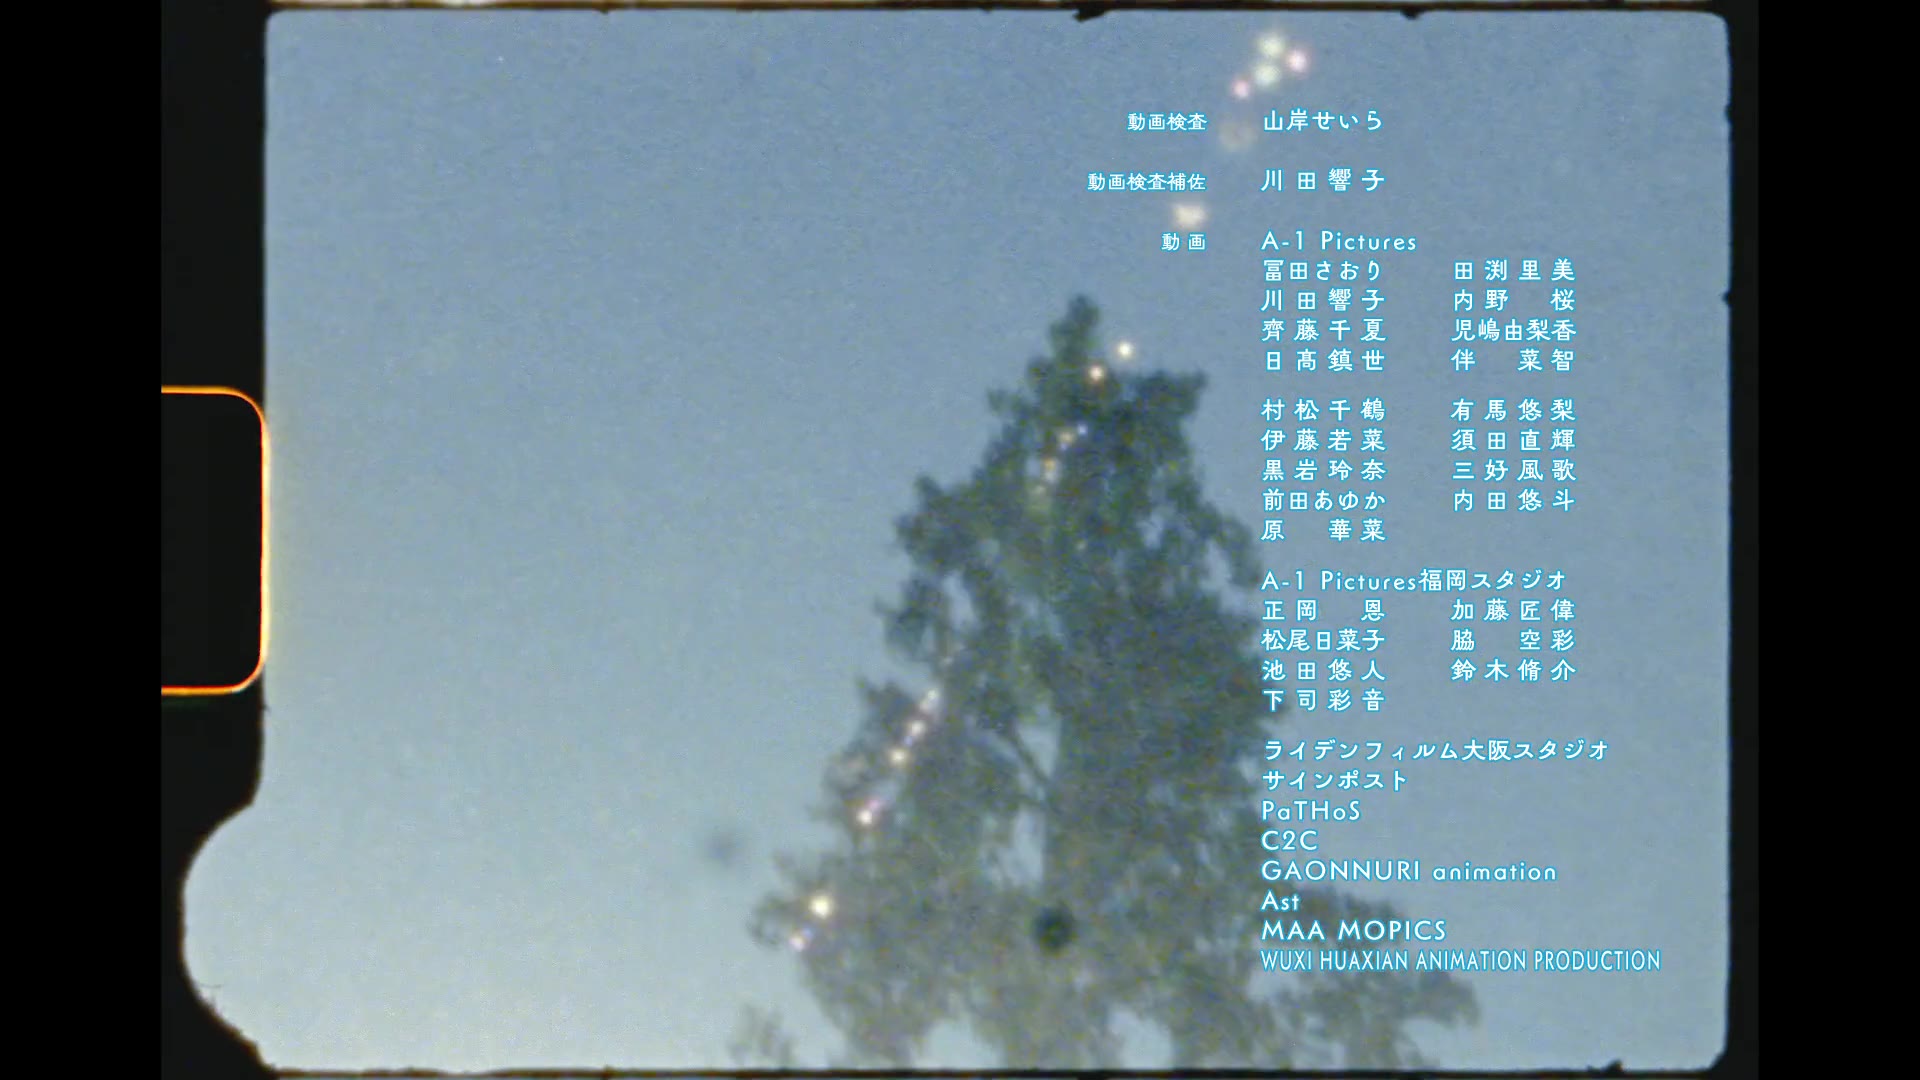 動画検査 山岸せいら
動画検査補佐 川田響子
動画 A-1 Pictures
冨田さおり 田渕里美
川田響子 内野 桜
齊藤千夏 児嶋由梨香
日髙鎮世 伴 菜智
村松千鶴 有馬悠梨
伊藤若菜 須田直輝
黒岩玲奈 三好風歌
前田あゆか 内田悠斗
原 華菜
A-1 Pictures福岡スタジオ
正岡 恩 加藤匠偉
松尾日菜子 脇 空彩
池田悠人 鈴木脩介
下司彩音
ライデンフィルム大阪スタジオ
サインポスト
PaTHoS
C2C
GAONNURI animation
Ast
MAA MOPICS
WUXI HUAXIAN ANIMATION PRODUCTION